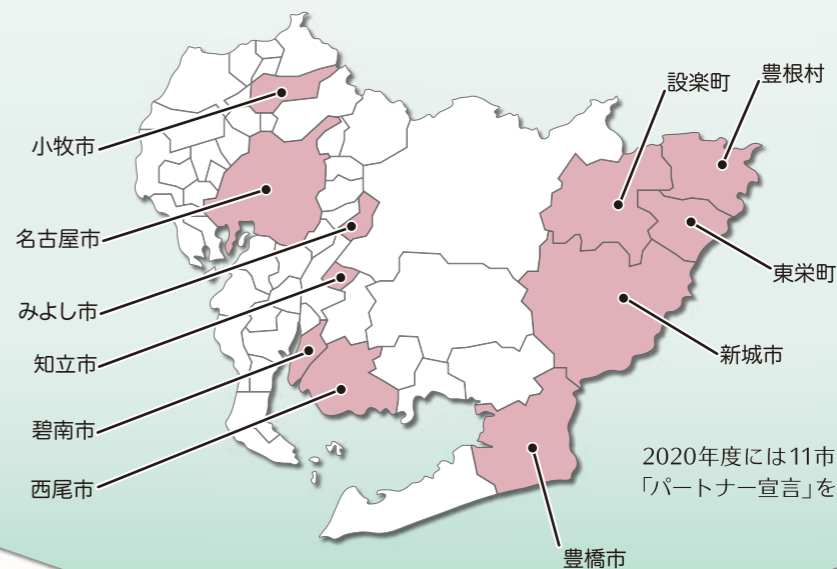 設楽町
豊根村
小牧市
名古屋市
みよし市
知立市
碧南市
西尾市
東栄町
新城市
2020年度には11市
「パートナー宣言」を
豊橋市